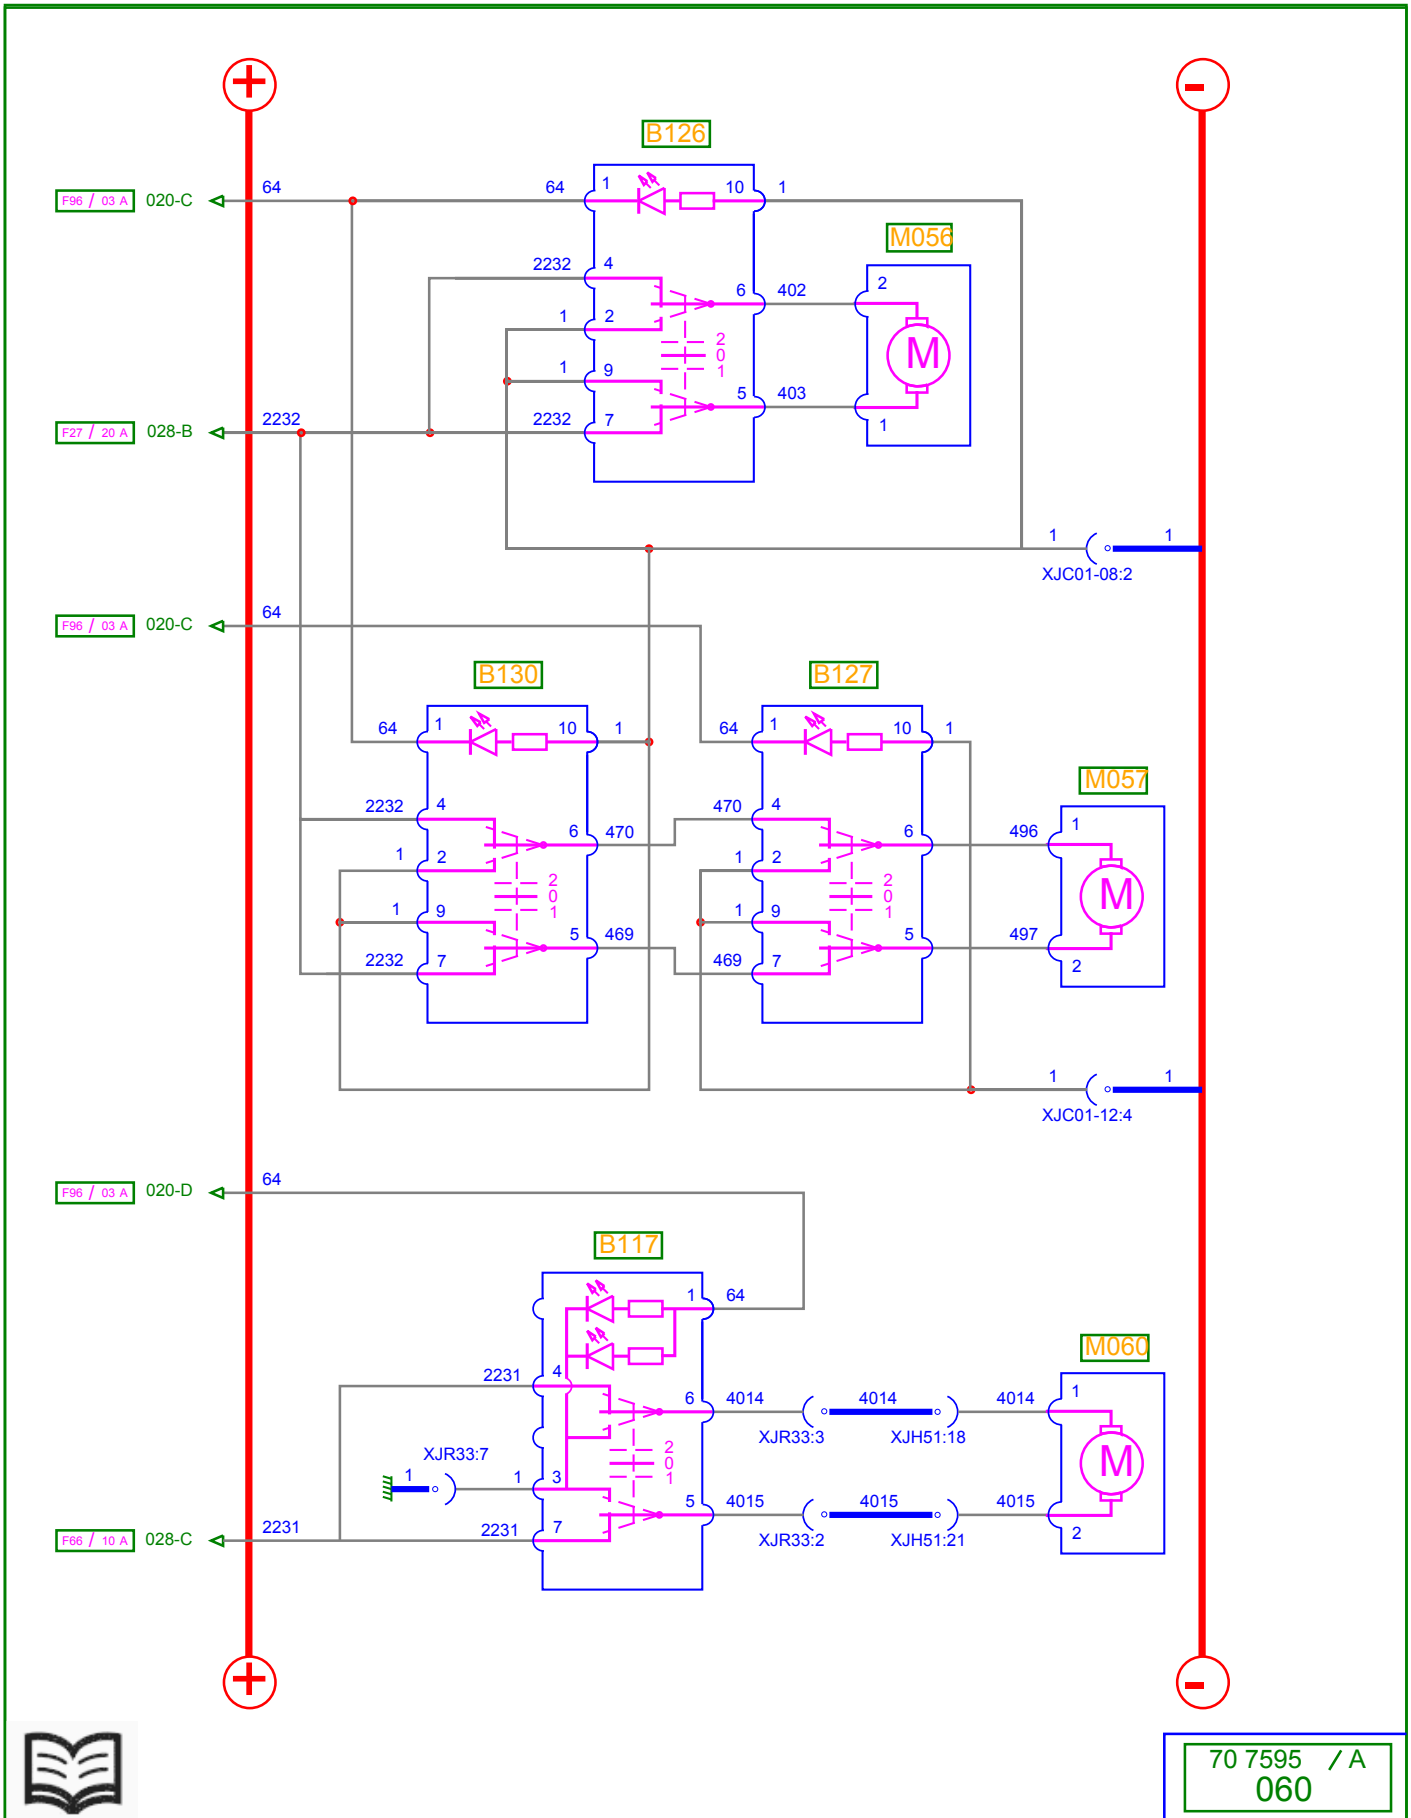 B126
F96 / 03 A 020-C 64 64 1 10 1
M056
2232 4 6 402 2
1 2
2
0
1
M
1 9 5 403
F27 / 20 A 028-B 2232 2232 7 1
1 1
XJC01-08:2
F96 / 03 A 020-C 64
B130 B127
64 1 10 1 64 1 10 1
M057
2232 4 6 470 470 4 6 496 1
1 2 1 2
2 2
0 0
1 1
M
1 9 5 469 1 9 5 497
2232 7 469 7 2
1 1
XJC01-12:4
F96 / 03 A 020-D 64
B117
1 64
M060
2231 4 6 4014 4014 4014 1
XJR33:3 XJH51:18
XJR33:7
2
0
1
M
1 1 3 5 4015 4015 4015
F66 / 10 A 028-C 2231 2231 7 XJR33:2 XJH51:21 2
70 7595 / A
060